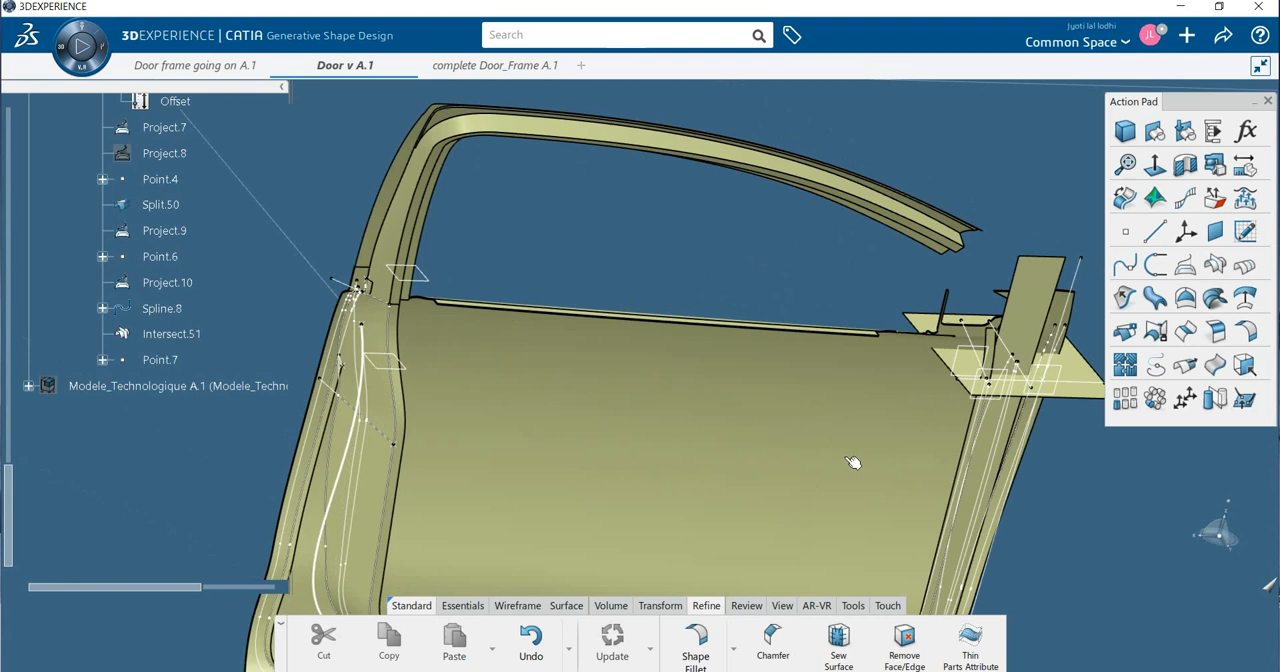 3DEXPERIENCE
3DEXPERIENCE | CATIA Generative Shape Design
Search
Jyoti lal lodhi
Common Space
JL
3D
V.R
Door frame going on A.1
Door v A.1
complete Door_Frame A.1
Action Pad
fx
Offset
Project.7
Project.8
Point.4
Split.50
Project.9
Point.6
Project.10
Spline.8
Intersect.51
Point.7
Modele_Technologique A.1 (Modele_Techn
Standard Essentials Wireframe Surface Volume Transform Refine Review View AR-VR Tools Touch
Cut Copy Paste Undo Update Shape Fillet Chamfer Sew Surface Remove Face/Edge Thin Parts Attribute